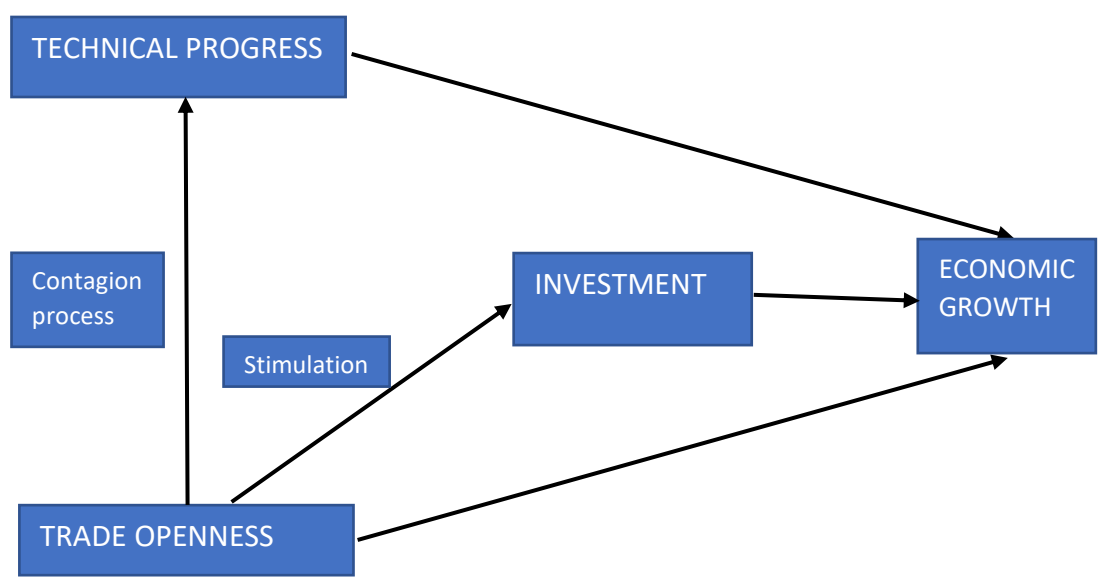 TECHNICAL PROGRESS
Contagion
process
INVESTMENT
ECONOMIC
GROWTH
Stimulation
TRADE OPENNESS